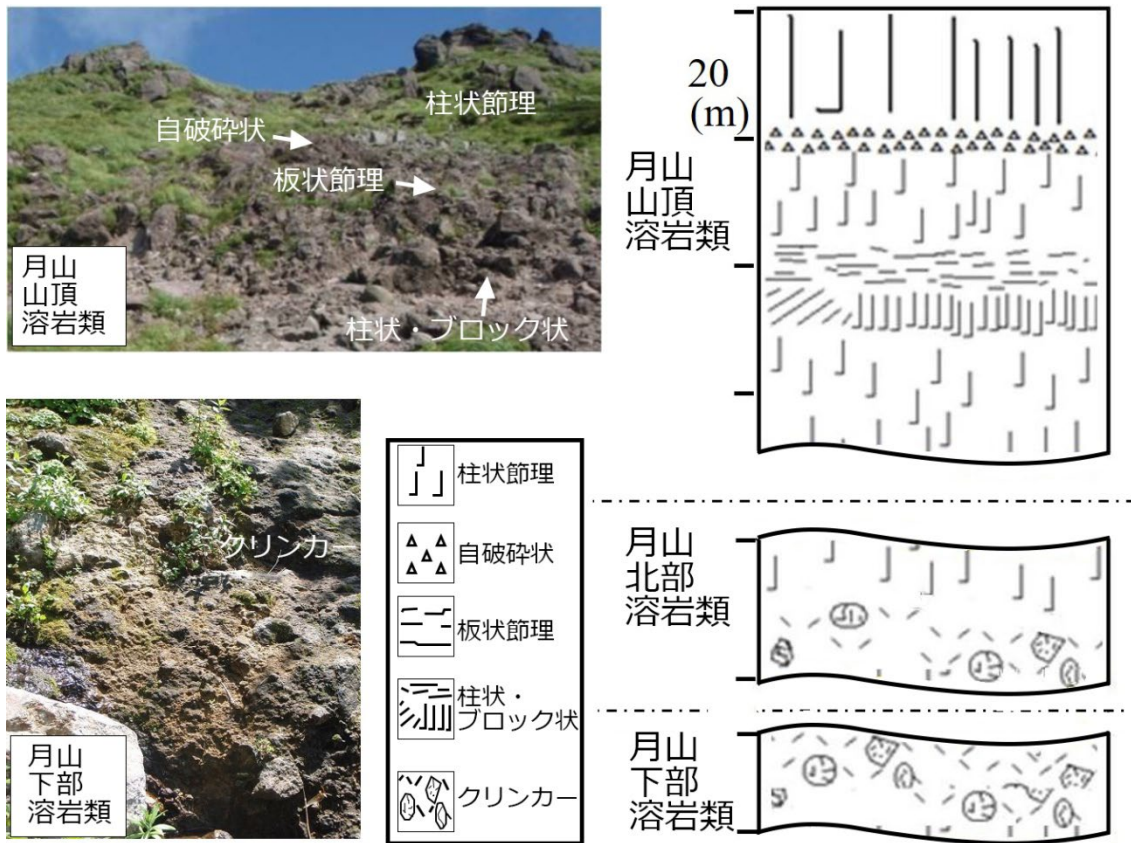 自破砕状
柱状節理
板状節理
柱状・ブロック状
月山
山頂
溶岩類
クリンカ
月山
下部
溶岩類
柱状節理
自破砕状
板状節理
柱状・
ブロック状
クリンカー
20
(m)
月山
山頂
溶岩類
月山
北部
溶岩類
月山
下部
溶岩類